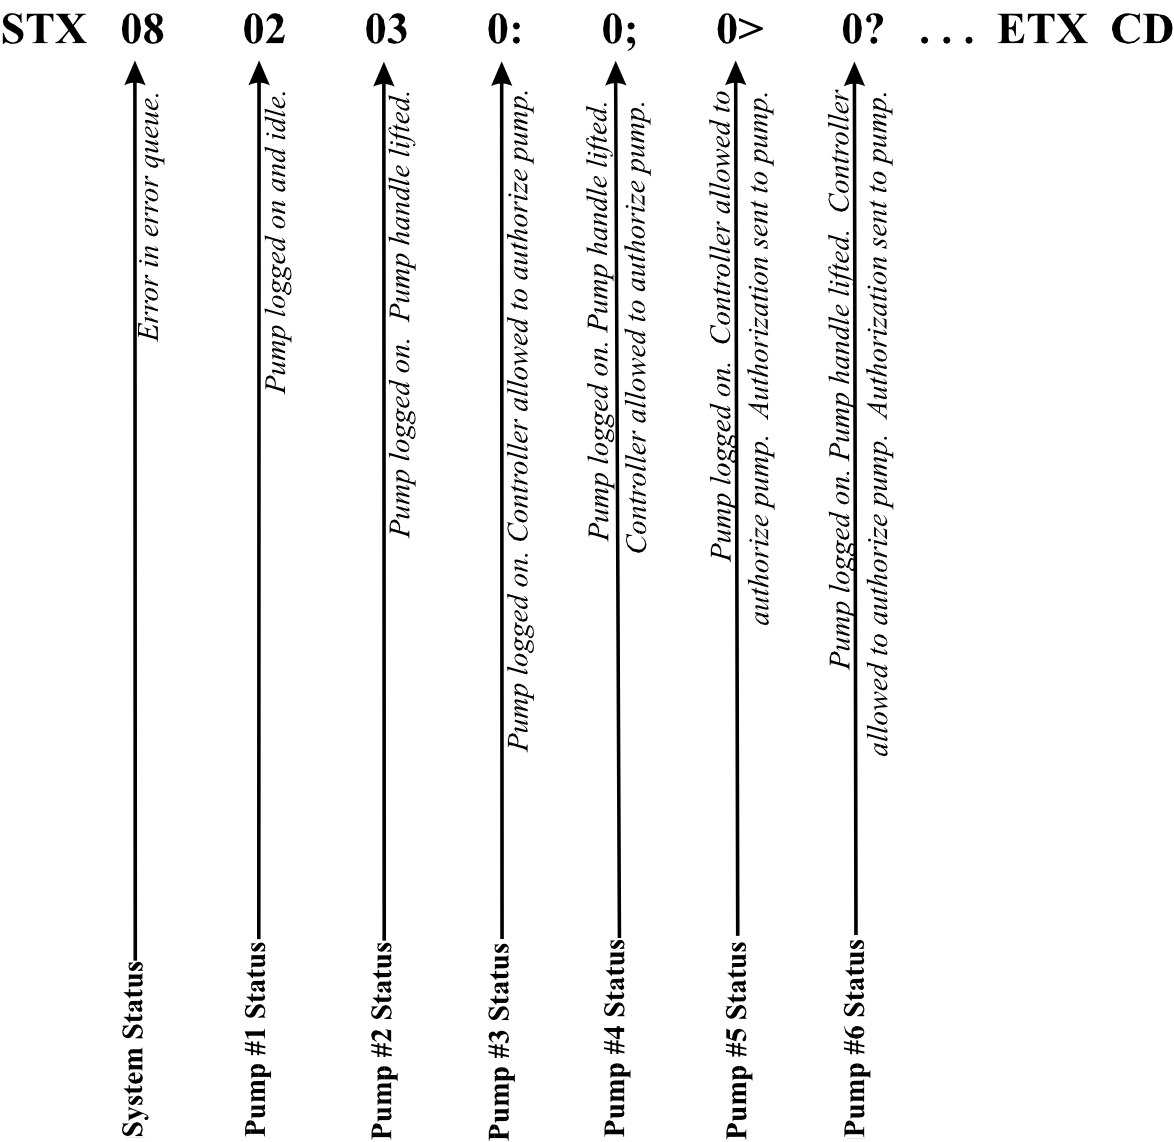 STX 08 02 03 0: 0; 0> 0? . . . ETX CD
Error in error queue.
Pump logged on and idle.
Pump logged on. Pump handle lifted.
Pump logged on. Controller allowed to authorize pump.
Pump logged on. Pump handle lifted.
Controller allowed to authorize pump.
Pump logged on. Controller allowed to
authorize pump. Authorization sent to pump.
Pump logged on. Pump handle lifted. Controller
allowed to authorize pump. Authorization sent to pump.
System Status
Pump #1 Status
Pump #2 Status
Pump #3 Status
Pump #4 Status
Pump #5 Status
Pump #6 Status